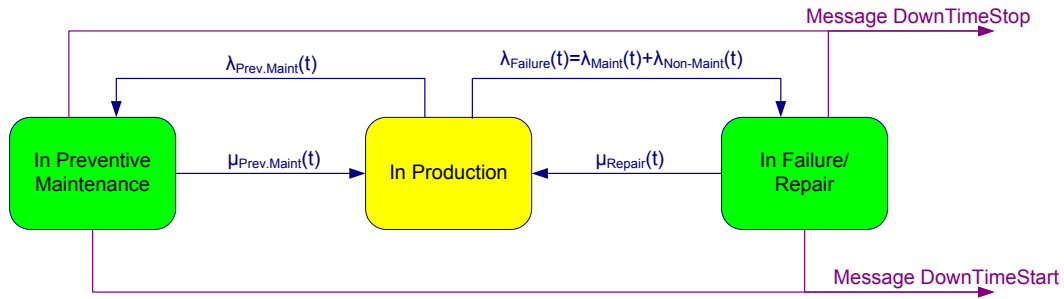 Message DownTimeStop
λPrev.Maint(t)
λFailure(t)=λMaint(t)+λNon-Maint(t)
In Preventive
Maintenance
μPrev.Maint(t)
In Production
μRepair(t)
In Failure/
Repair
Message DownTimeStart